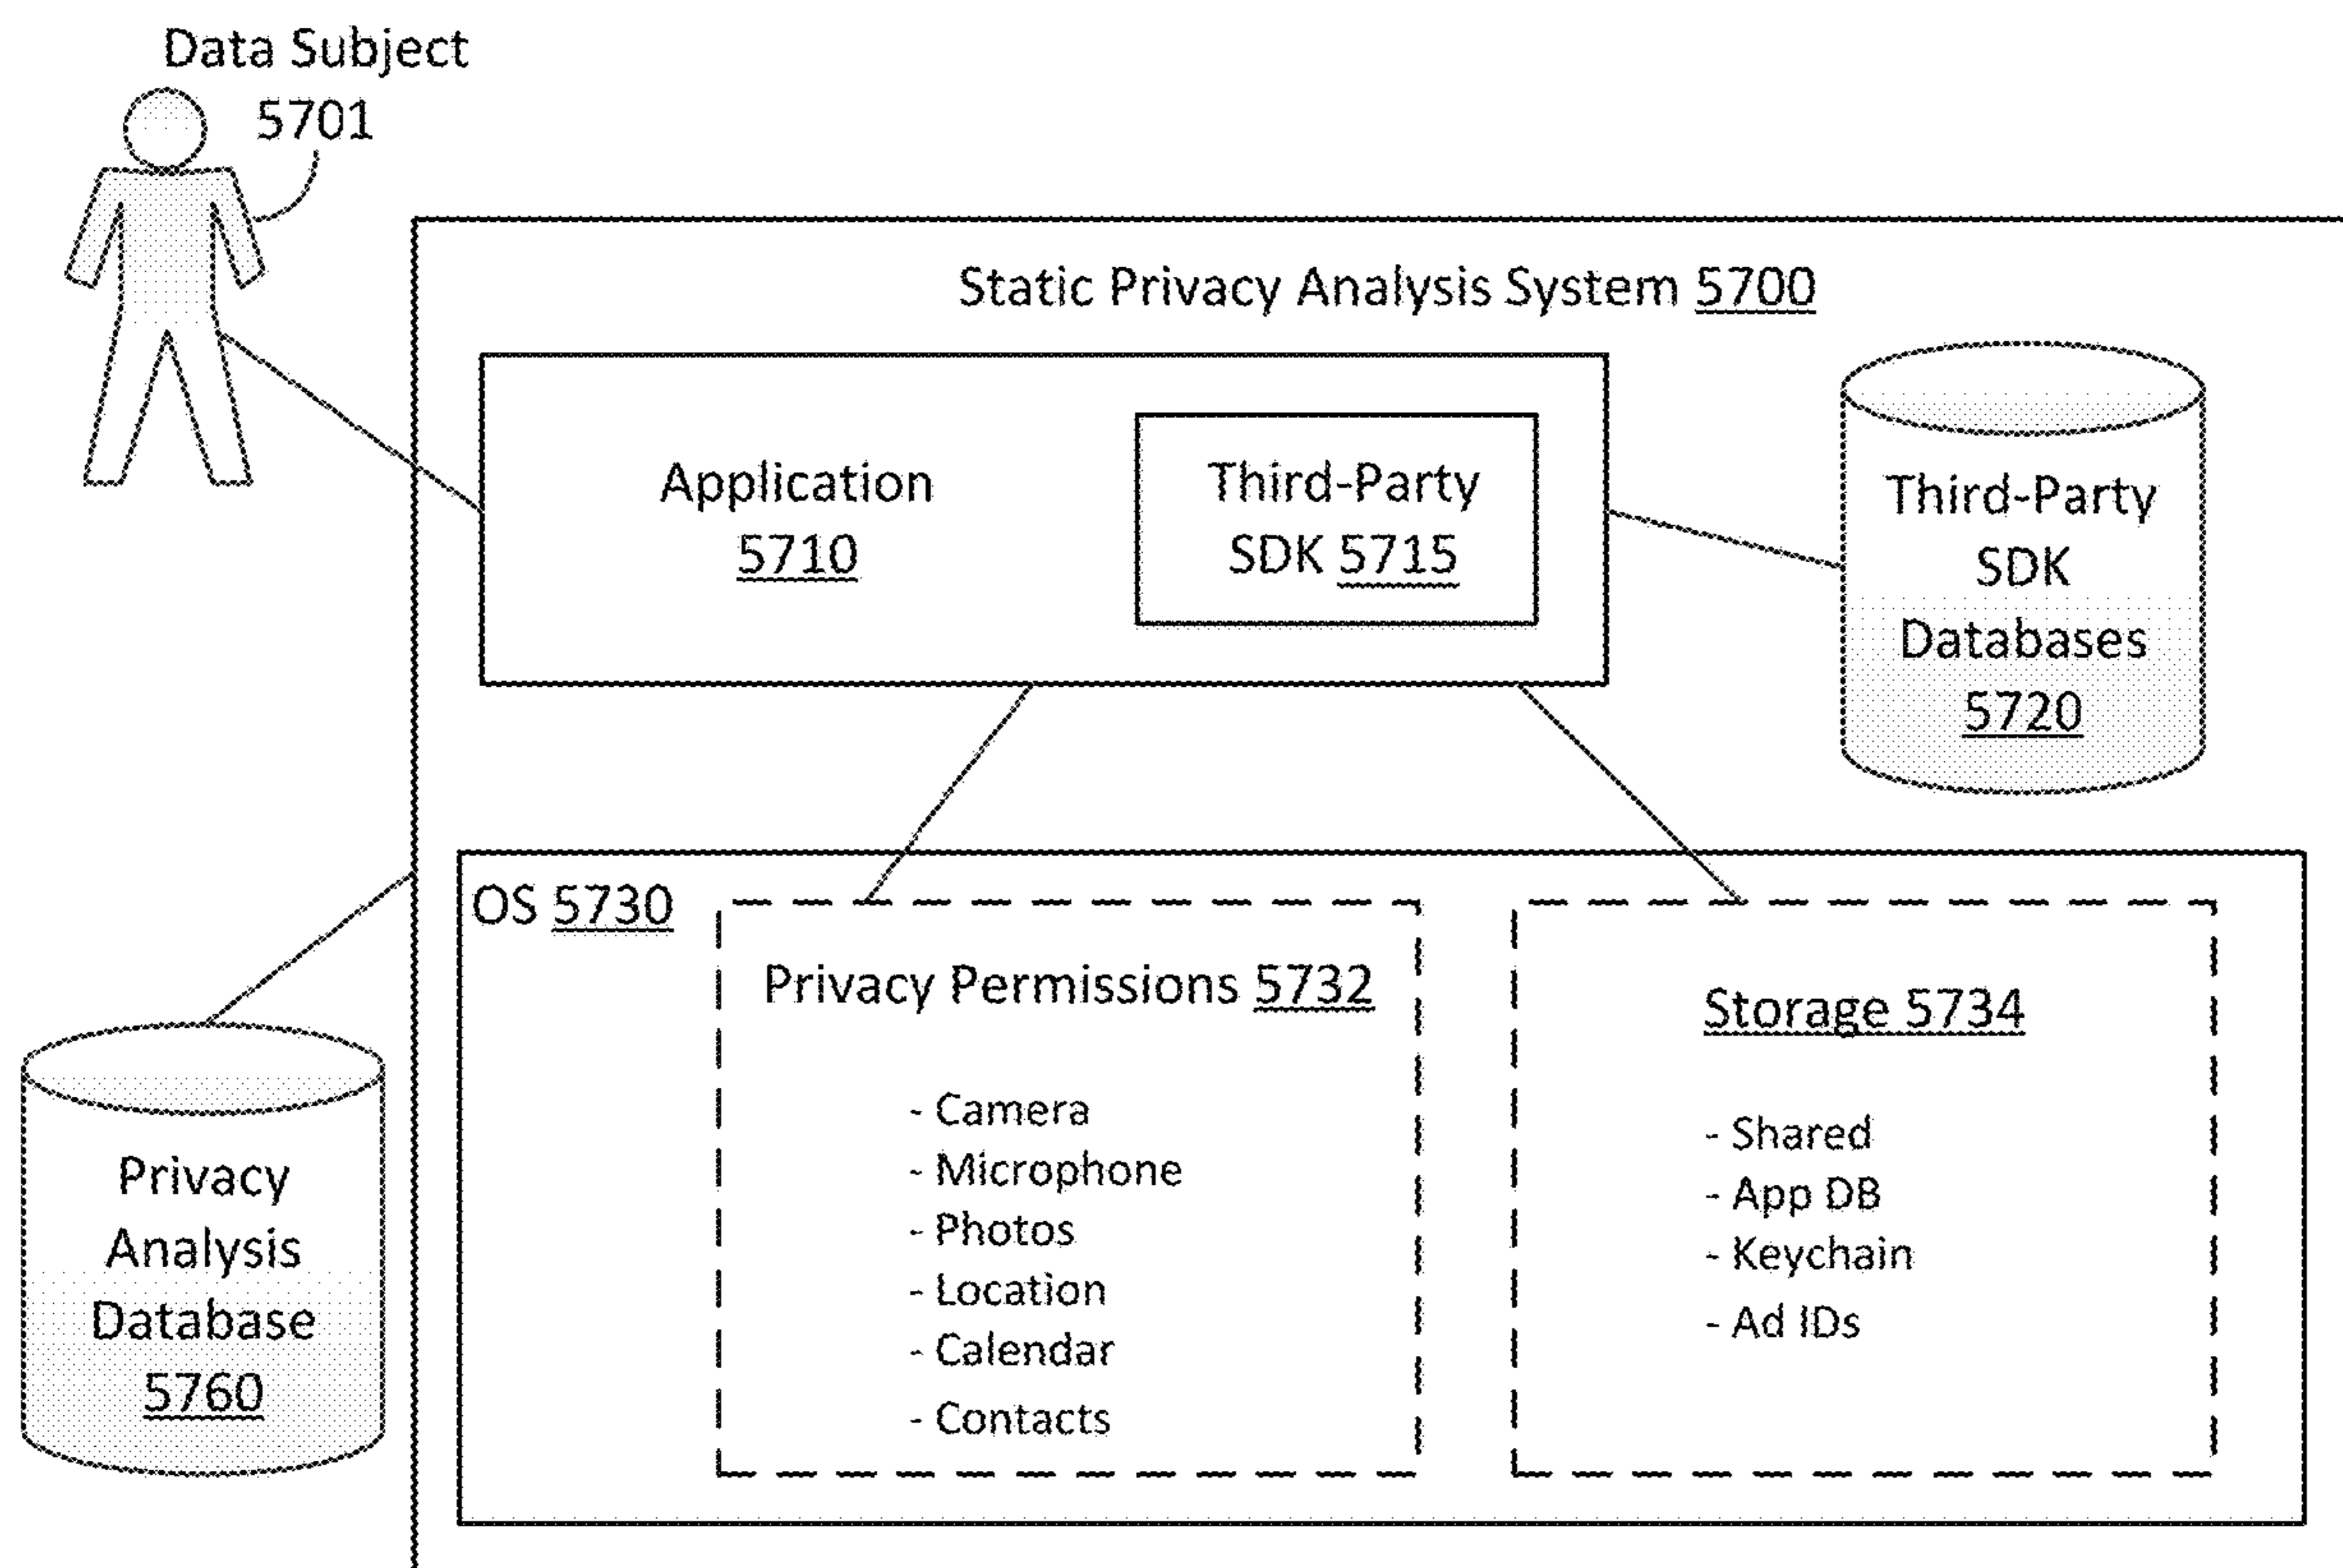 Data Subject
5701
Static Privacy Analysis System 5700
Application
5710
Third-Party
SDK 5715
Third-Party
SDK
Databases
5720
OS 5730
Privacy Permissions 5732
- Camera
- Microphone
- Photos
- Location
- Calendar
- Contacts
Storage 5734
- Shared
- App DB
- Keychain
- Ad IDs
Privacy
Analysis
Database
5760